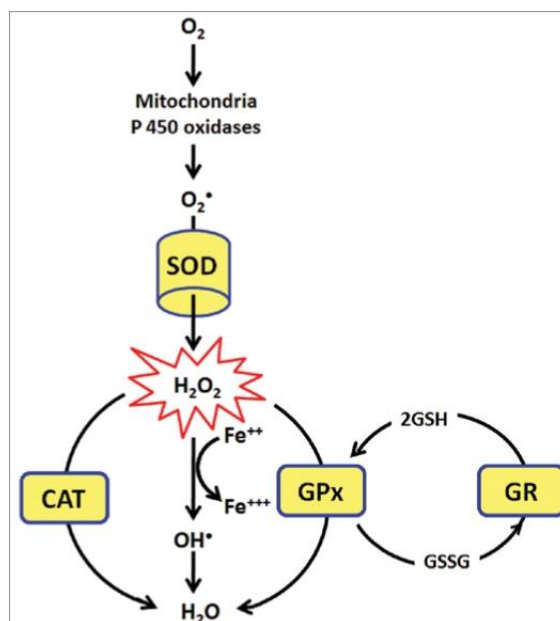 O₂
Mitochondria
P 450 oxidases
O₂•
SOD
H₂O₂
Fe⁺⁺
2GSH
CAT
Fe⁺⁺⁺
GPx
GR
OH•
GSSG
H₂O